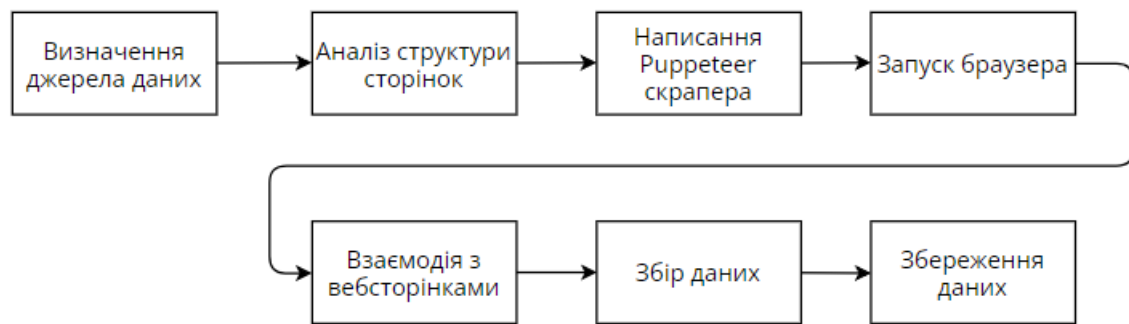 Визначення
джерела даних
Аналіз структури
сторінок
Написання
Puppeteer
скрапера
Запуск браузера
Взаємодія з
вебсторінками
Збір даних
Збереження
даних